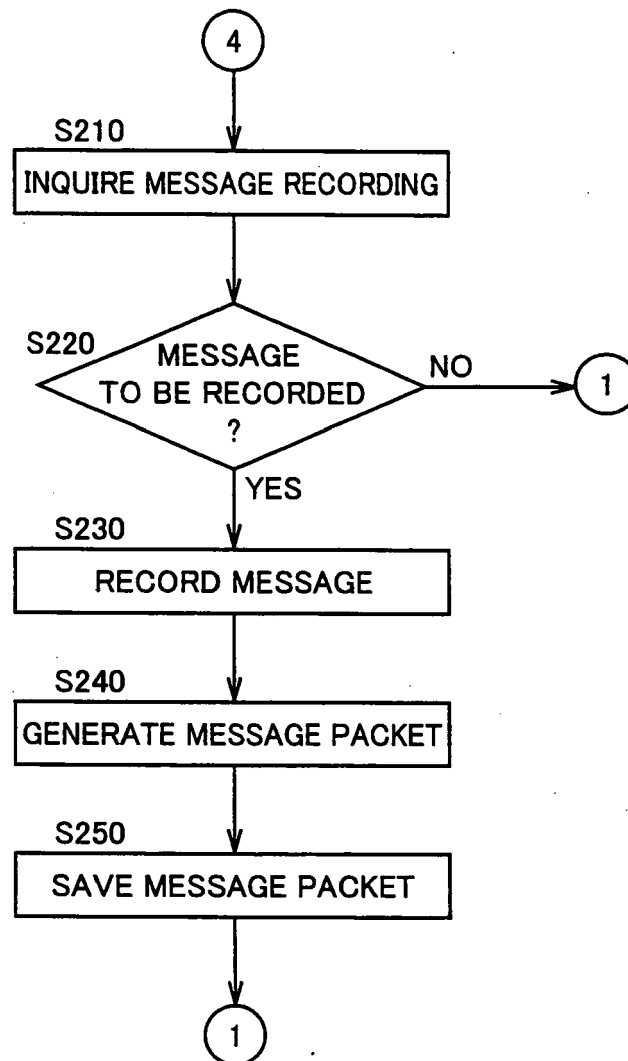 4
S210
INQUIRE MESSAGE RECORDING
S220
MESSAGE
TO BE RECORDED
?
NO
1
YES
S230
RECORD MESSAGE
S240
GENERATE MESSAGE PACKET
S250
SAVE MESSAGE PACKET
1